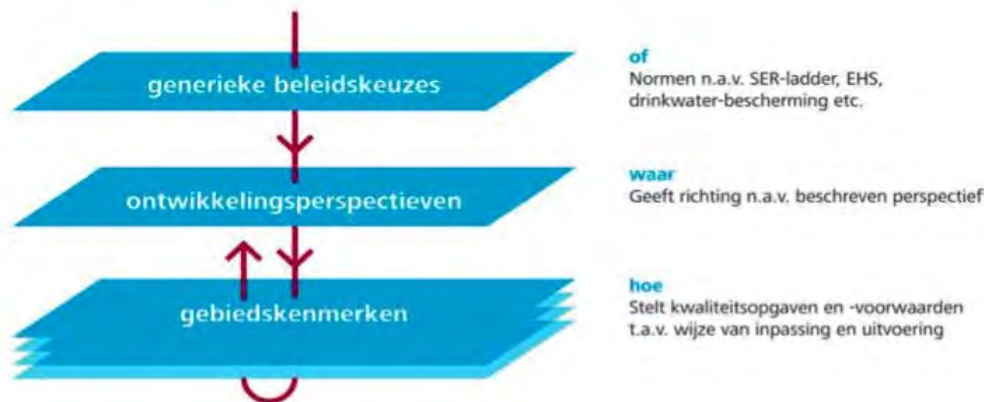 generieke beleidskeuzes
of
Normen n.a.v. SER-ladder, EHS,
drinkwater-bescherming etc.
ontwikkelingsperspectieven
waar
Geeft richting n.a.v. beschreven perspectief
gebiedskenmerken
hoe
Stelt kwaliteitsopgaven en -voorwaarden
t.a.v. wijze van inpassing en uitvoering